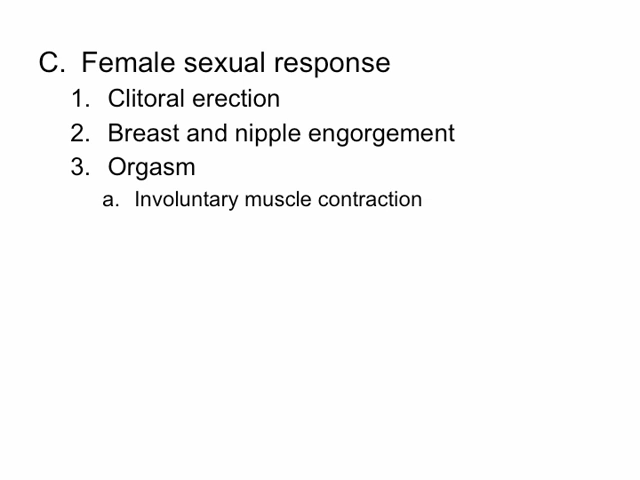 C. Female sexual response
1. Clitoral erection
2. Breast and nipple engorgement
3. Orgasm
a. Involuntary muscle contraction